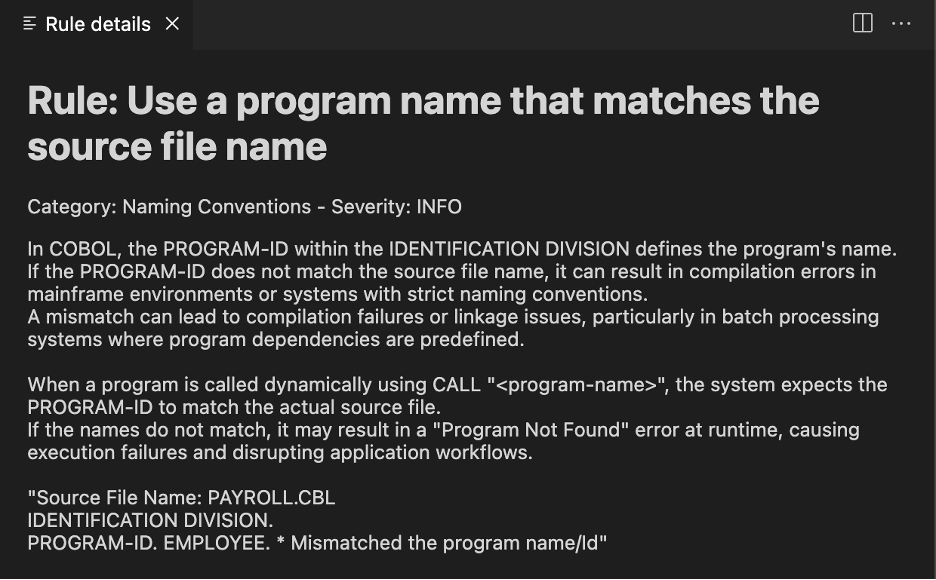 Rule details
Rule: Use a program name that matches the
source file name
Category: Naming Conventions - Severity: INFO
In COBOL, the PROGRAM-ID within the IDENTIFICATION DIVISION defines the program's name.
If the PROGRAM-ID does not match the source file name, it can result in compilation errors in
mainframe environments or systems with strict naming conventions.
A mismatch can lead to compilation failures or linkage issues, particularly in batch processing
systems where program dependencies are predefined.
When a program is called dynamically using CALL "<program-name>", the system expects the
PROGRAM-ID to match the actual source file.
If the names do not match, it may result in a "Program Not Found" error at runtime, causing
execution failures and disrupting application workflows.
"Source File Name: PAYROLL.CBL
IDENTIFICATION DIVISION.
PROGRAM-ID. EMPLOYEE. * Mismatched the program name/Id"